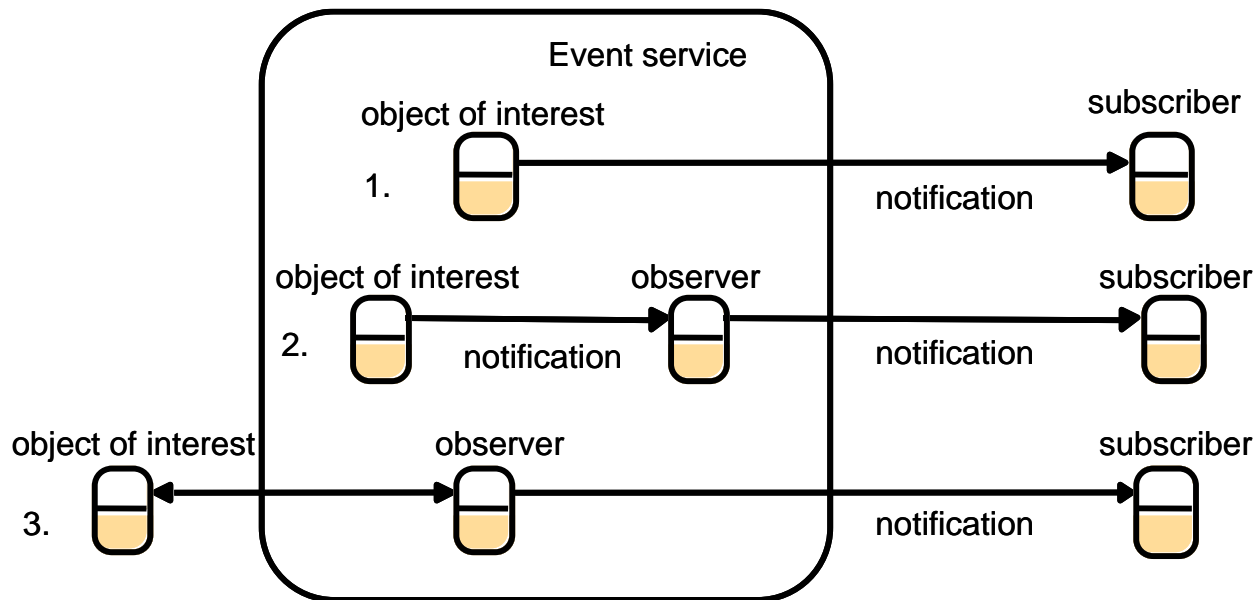 Event service
object of interest
subscriber
1.
notification
object of interest
observer
subscriber
2.
notification
notification
object of interest
observer
subscriber
3.
notification